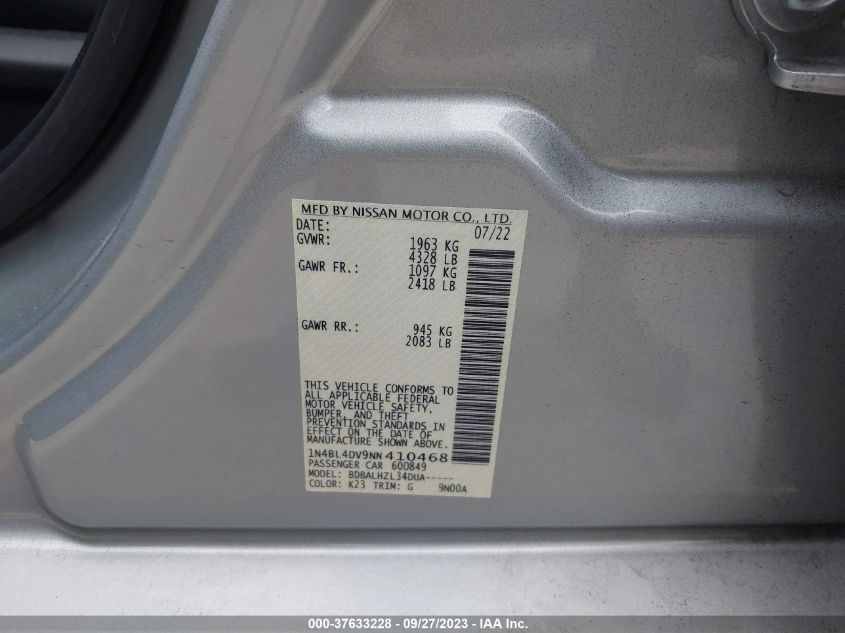 MFD BY NISSAN MOTOR CO., LTD.
DATE: 07/22
GVWR: 1963 KG
4328 LB
GAWR FR.: 1097 KG
2418 LB
GAWR RR.: 945 KG
2083 LB
THIS VEHICLE CONFORMS TO
ALL APPLICABLE FEDERAL
MOTOR VEHICLE SAFETY,
BUMPER, AND THEFT
PREVENTION STANDARDS IN
EFFECT ON THE DATE OF
MANUFACTURE SHOWN ABOVE.
1N4BL4DV9NN410468
PASSENGER CAR 600849
MODEL: BDBALHZL34DUA-----
COLOR: K23 TRIM: G 9N00A
000-37633228 - 09/27/2023 - IAAI.com